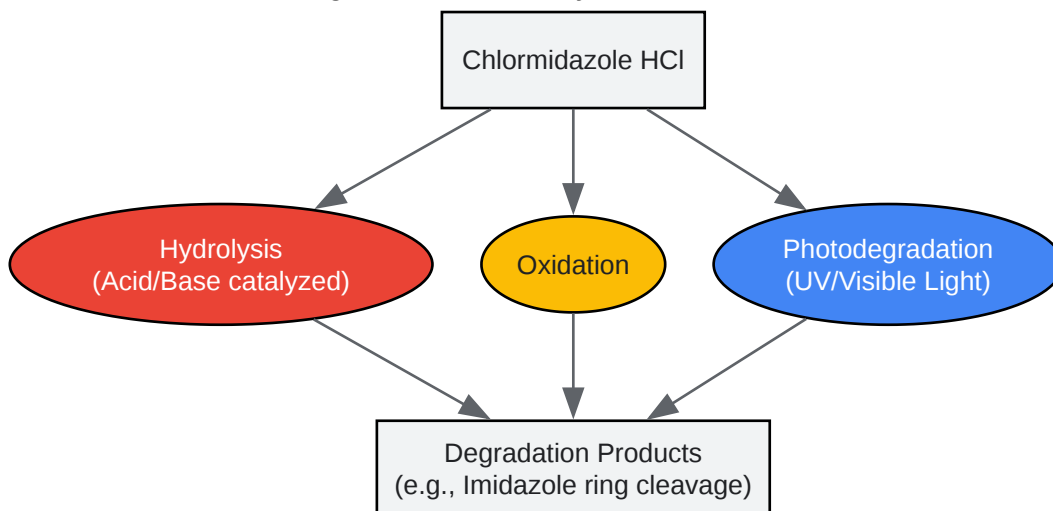 Chlormidazole HCl
Hydrolysis
(Acid/Base catalyzed)
Oxidation
Photodegradation
(UV/Visible Light)
Degradation Products
(e.g., Imidazole ring cleavage)